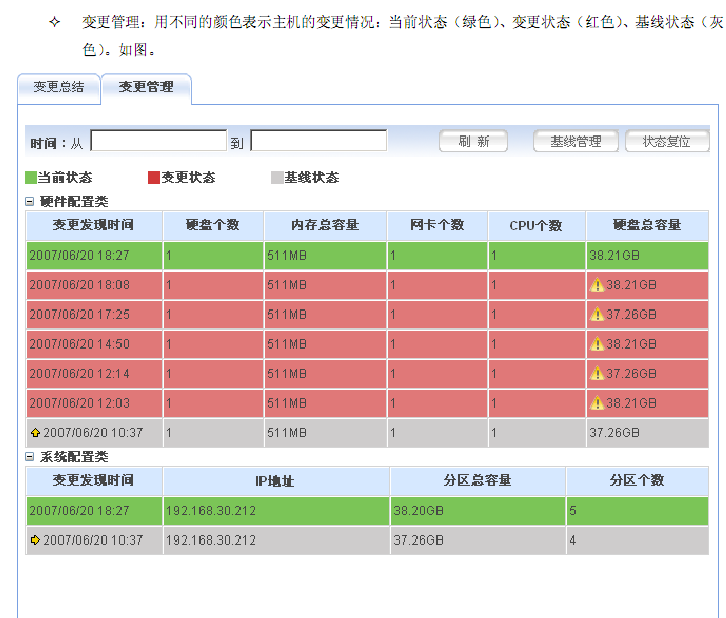 变更管理：用不同的颜色表示主机的变更情况：当前状态（绿色）、变更状态（红色）、基线状态（灰
色）。如图。
变更总结 变更管理
时间：从 到 刷 新 基线管理 状态复位
当前状态 变更状态 基线状态
硬件配置类
变更发现时间 硬盘个数 内存总容量 网卡个数 CPU个数 硬盘总容量
2007/06/20 18:27 1 511MB 1 1 38.21GB
2007/06/20 18:08 1 511MB 1 1 38.21GB
2007/06/20 17:25 1 511MB 1 1 37.26GB
2007/06/20 14:50 1 511MB 1 1 38.21GB
2007/06/20 12:14 1 511MB 1 1 37.26GB
2007/06/20 12:03 1 511MB 1 1 38.21GB
2007/06/20 10:37 1 511MB 1 1 37.26GB
系统配置类
变更发现时间 IP地址 分区总容量 分区个数
2007/06/20 18:27 192.168.30.212 38.20GB 5
2007/06/20 10:37 192.168.30.212 37.26GB 4